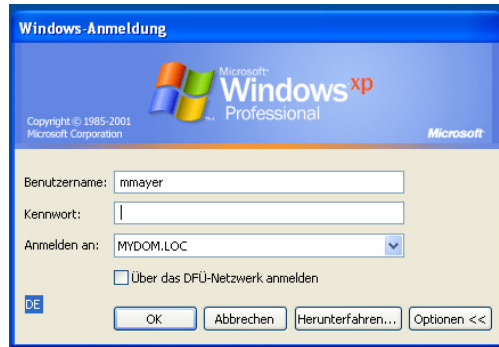 Windows-Anmeldung
Microsoft®
Windows xp
Professional
Copyright © 1985-2001
Microsoft Corporation
Microsoft
Benutzername: mmayer
Kennwort:
Anmelden an: MYDOM.LOC
Über das DFÜ-Netzwerk anmelden
DE
OK Abbrechen Herunterfahren... Optionen <<